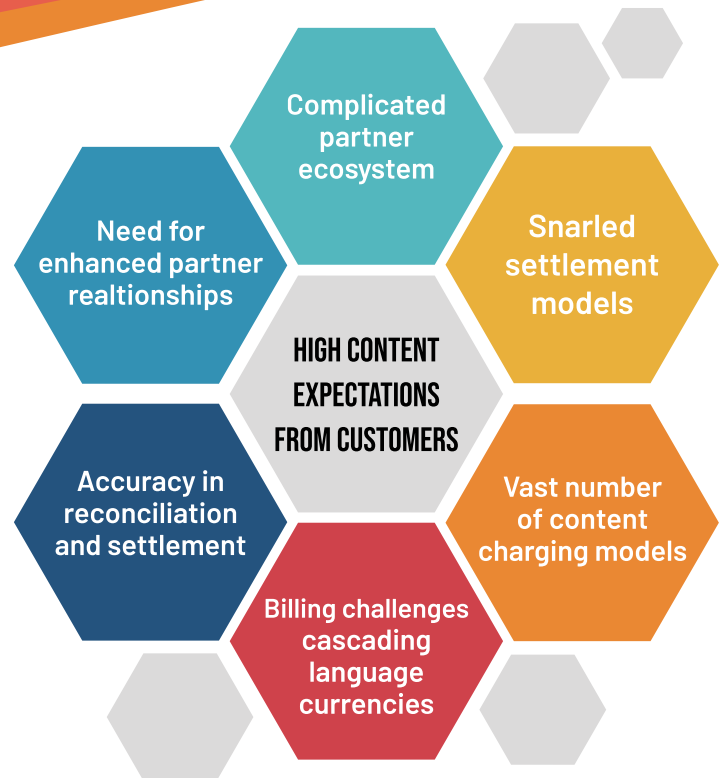 Complicated
partner
ecosystem
Need for
enhanced partner
realtionships
Snarled
settlement
models
HIGH CONTENT
EXPECTATIONS
FROM CUSTOMERS
Accuracy in
reconciliation
and settlement
Vast number
of content
charging models
Billing challenges
cascading
language
currencies